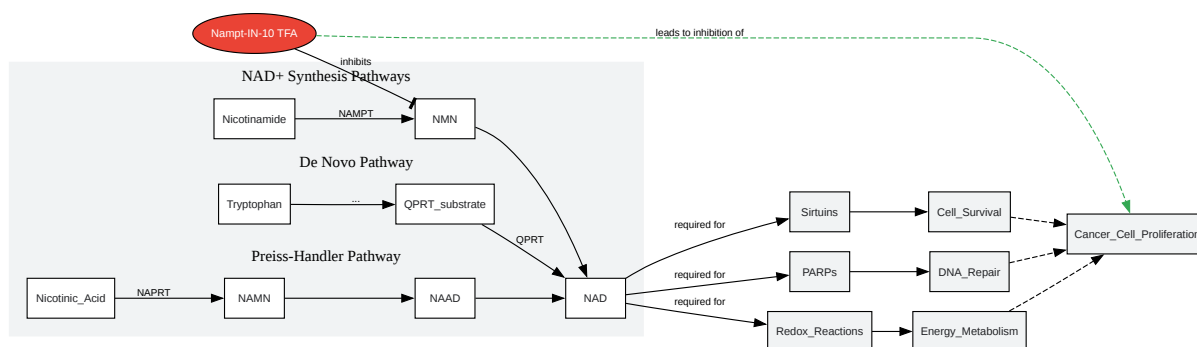 Nampt-IN-10 TFA
leads to inhibition of
inhibits
NAD+ Synthesis Pathways
Nicotinamide
NAMPT
NMN
De Novo Pathway
Tryptophan
...
QPRT_substrate
QPRT
Preiss-Handler Pathway
Nicotinic_Acid
NAPRT
NAMN
NAAD
NAD
required for
Sirtuins
Cell_Survival
required for
PARPs
DNA_Repair
required for
Redox_Reactions
Energy_Metabolism
Cancer_Cell_Proliferation